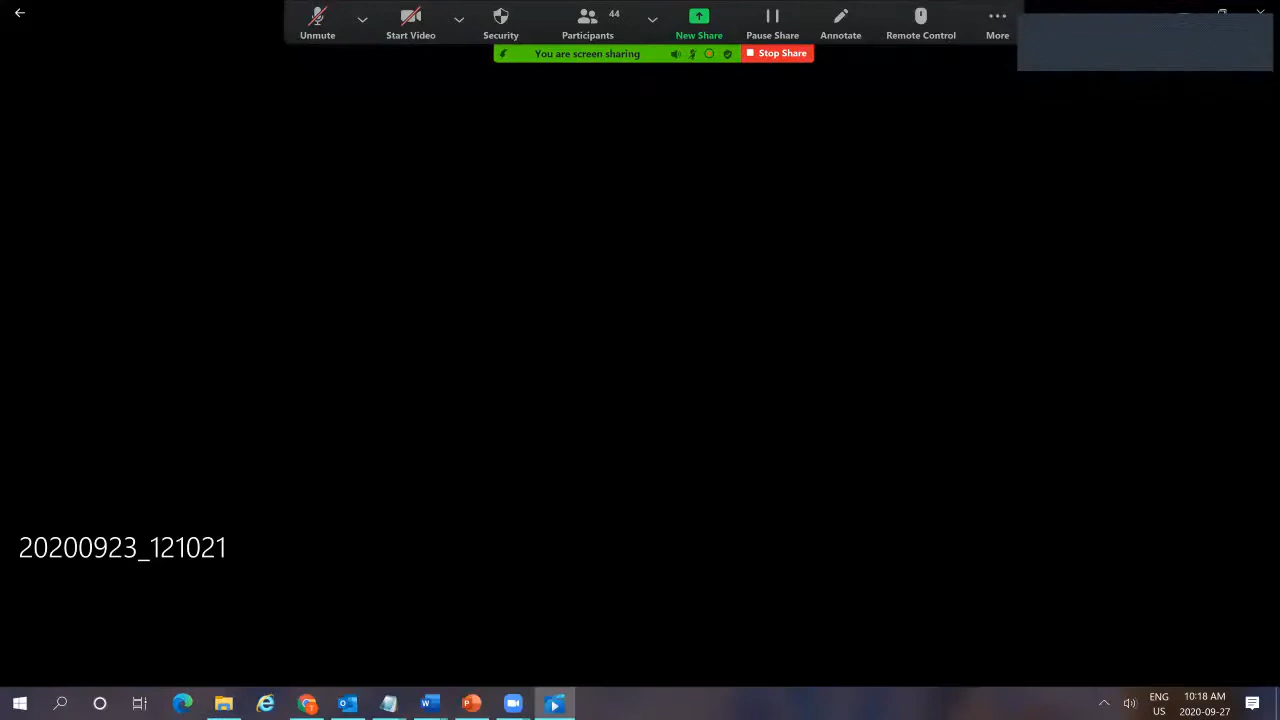 44
Unmute
Start Video
Security
Participants
New Share
Pause Share
Annotate
Remote Control
More
You are screen sharing
Stop Share
20200923_121021
ENG
US
10:18 AM
2020-09-27